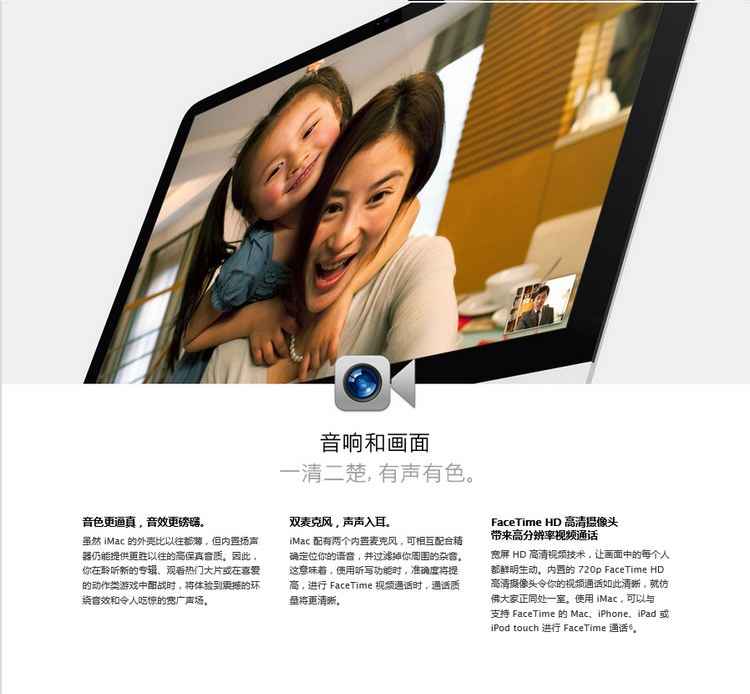 音响和画面
一清二楚, 有声有色。
音色更逼真，音效更磅礴。
虽然 iMac 的外壳比以往都薄，但内置扬声
器仍能提供更胜以往的高保真音质。因此，
你在聆听新的专辑、观看热门大片或在喜爱
的动作类游戏中酣战时，将体验到震撼的环
绕音效和令人吃惊的宽广声场。
双麦克风，声声入耳。
iMac 配有两个内置麦克风，可相互配合精
确定位你的语音，并过滤掉你周围的杂音。
这意味着，使用听写功能时，准确度将提
高，进行 FaceTime 视频通话时，通话质
量将更清晰。
FaceTime HD 高清摄像头
带来高分辨率视频通话
宽屏 HD 高清视频技术，让画面中的每个人
都鲜明生动。内置的 720p FaceTime HD
高清摄像头令你的视频通话如此清晰，就仿
佛大家正同处一室。使用 iMac，可以与
支持 FaceTime 的 Mac、iPhone、iPad 或
iPod touch 进行 FaceTime 通话⁶。